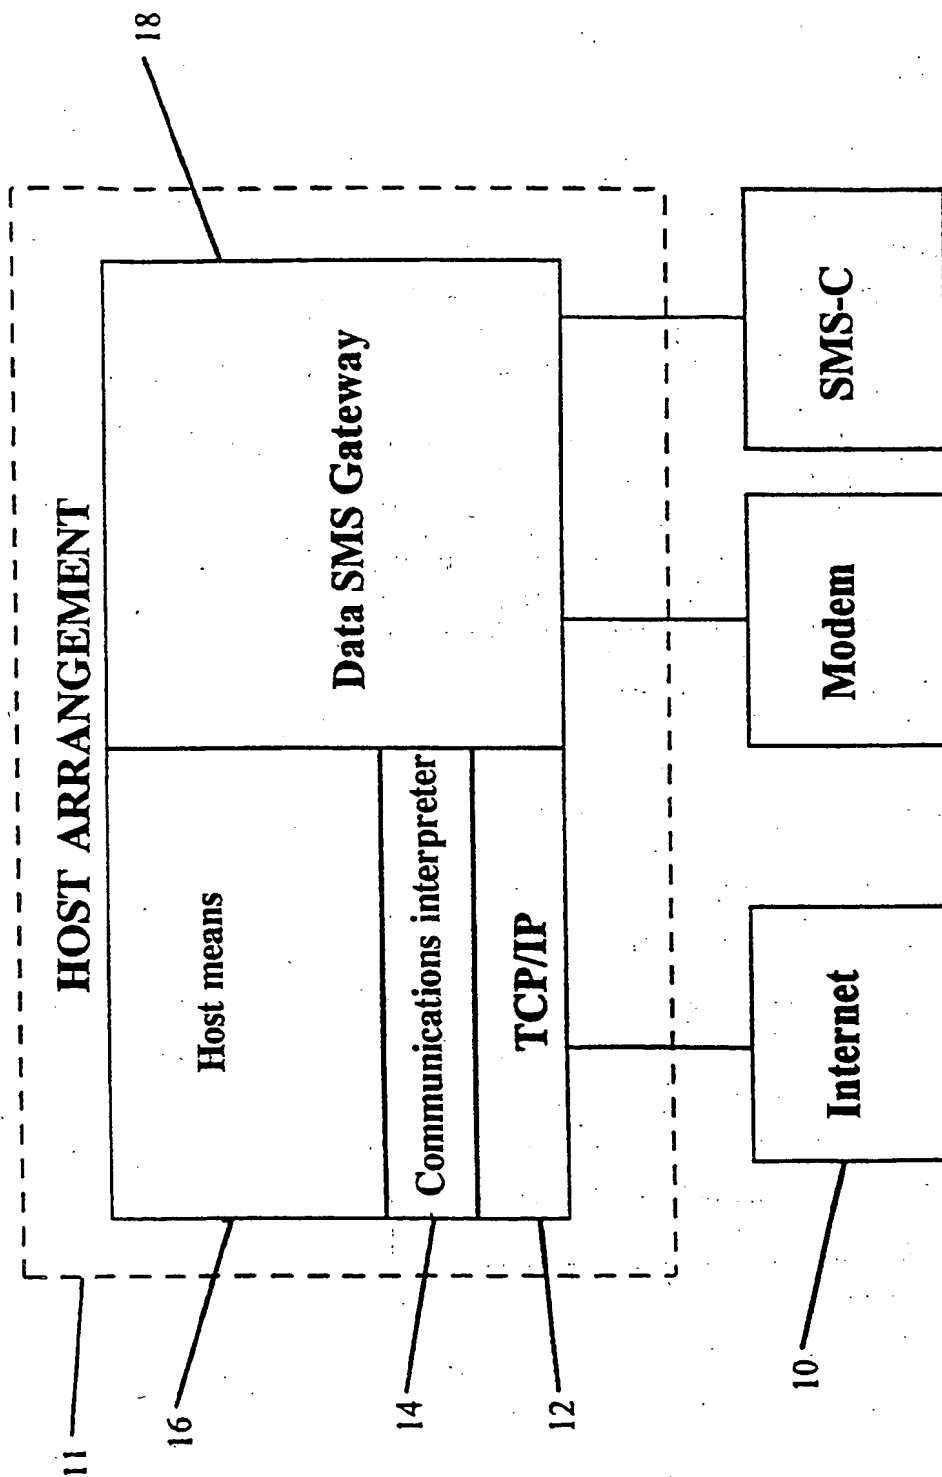 HOST ARRANGEMENT
11
16
Host means
Data SMS Gateway
18
14
Communications interpreter
12
TCP/IP
10
Internet
Modem
SMS-C